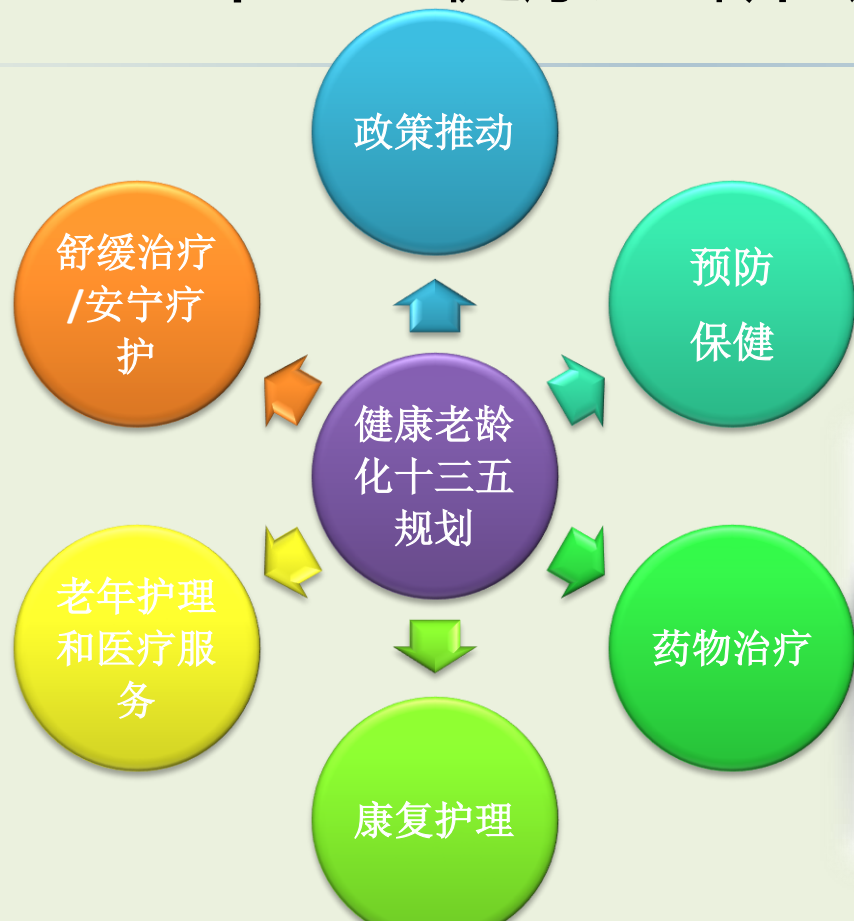 政策推动
舒缓治疗
/安宁疗
护
预防
保健
健康老龄
化十三五
规划
老年护理
和医疗服
务
药物治疗
康复护理